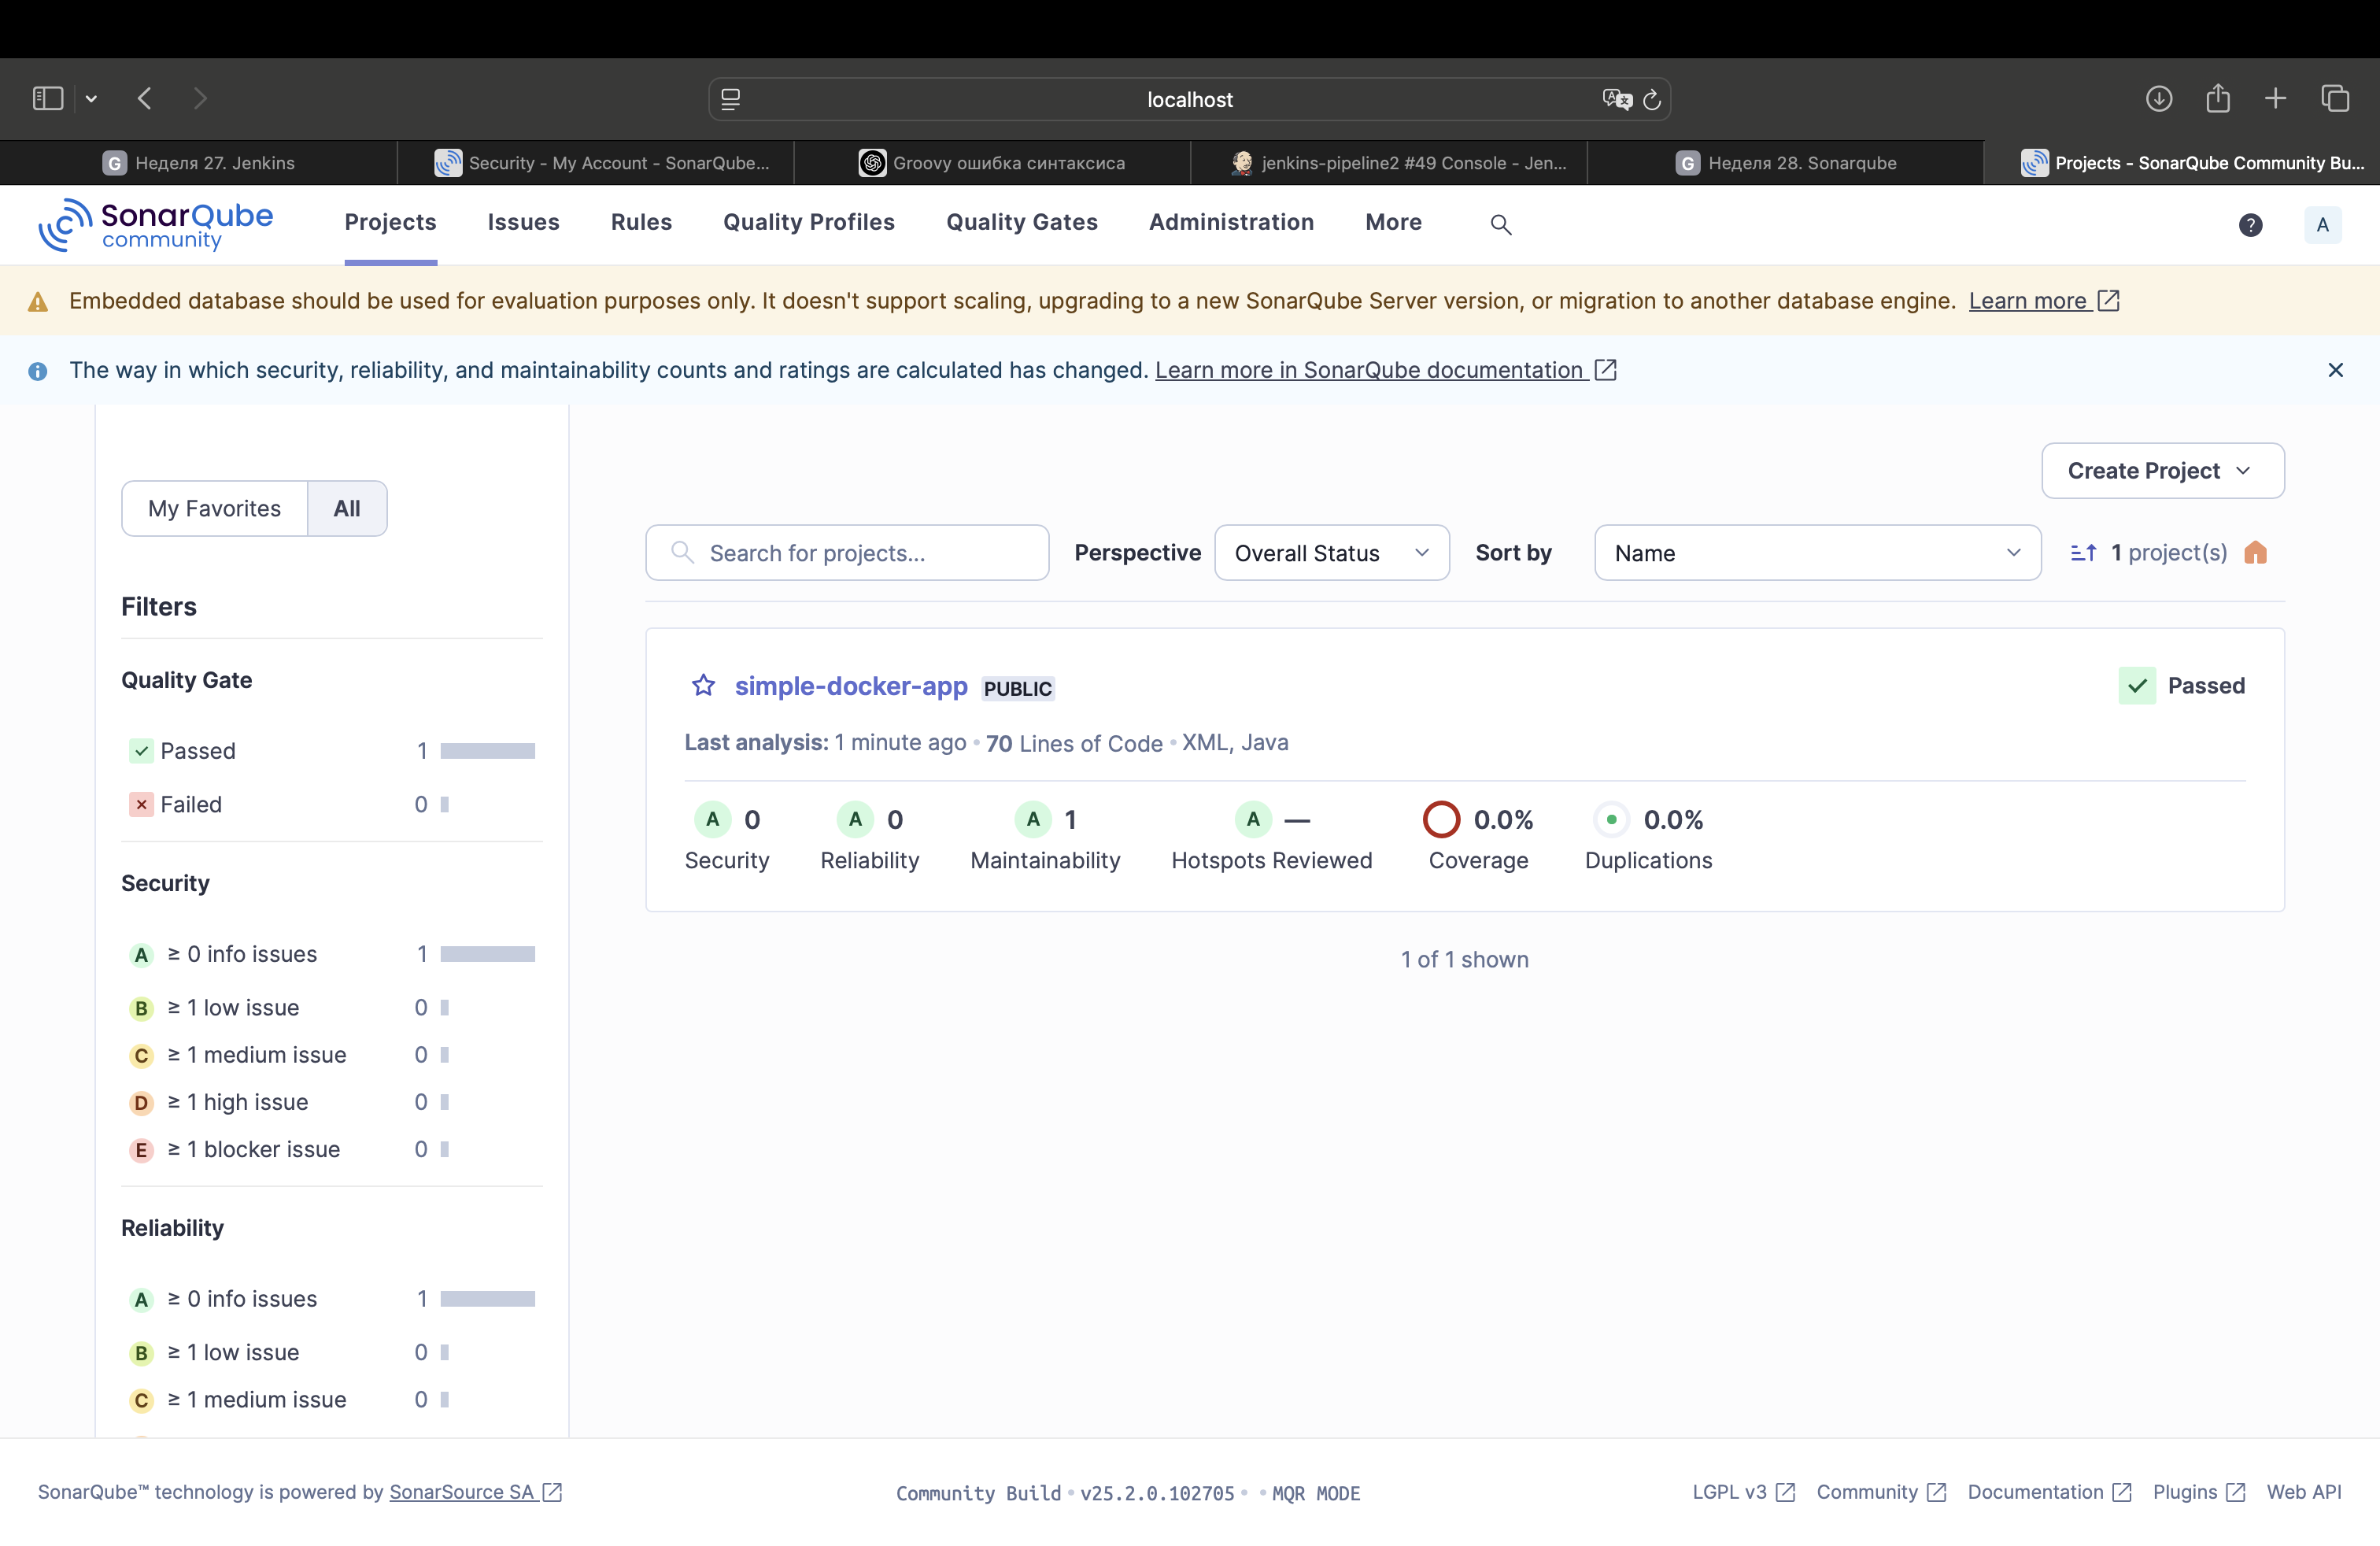 localhost
G Неделя 27. Jenkins
Security - My Account - SonarQube...
Groovy ошибка синтаксиса
jenkins-pipeline2 #49 Console - Jen...
G Неделя 28. Sonarqube
Projects - SonarQube Community Bu...
SonarQube community
Projects Issues Rules Quality Profiles Quality Gates Administration More
? A
Embedded database should be used for evaluation purposes only. It doesn't support scaling, upgrading to a new SonarQube Server version, or migration to another database engine. Learn more
The way in which security, reliability, and maintainability counts and ratings are calculated has changed. Learn more in SonarQube documentation
My Favorites All
Filters
Quality Gate
Passed 1
Failed 0
Security
A ≥ 0 info issues 1
B ≥ 1 low issue 0
C ≥ 1 medium issue 0
D ≥ 1 high issue 0
E ≥ 1 blocker issue 0
Reliability
A ≥ 0 info issues 1
B ≥ 1 low issue 0
C ≥ 1 medium issue 0
Create Project
Search for projects... Perspective Overall Status Sort by Name 1 project(s)
simple-docker-app PUBLIC Passed
Last analysis: 1 minute ago • 70 Lines of Code • XML, Java
A 0 A 0 A 1 A — 0.0% 0.0%
Security Reliability Maintainability Hotspots Reviewed Coverage Duplications
1 of 1 shown
SonarQube™ technology is powered by SonarSource SA
Community Build • v25.2.0.102705 • • MQR MODE
LGPL v3 Community Documentation Plugins Web API